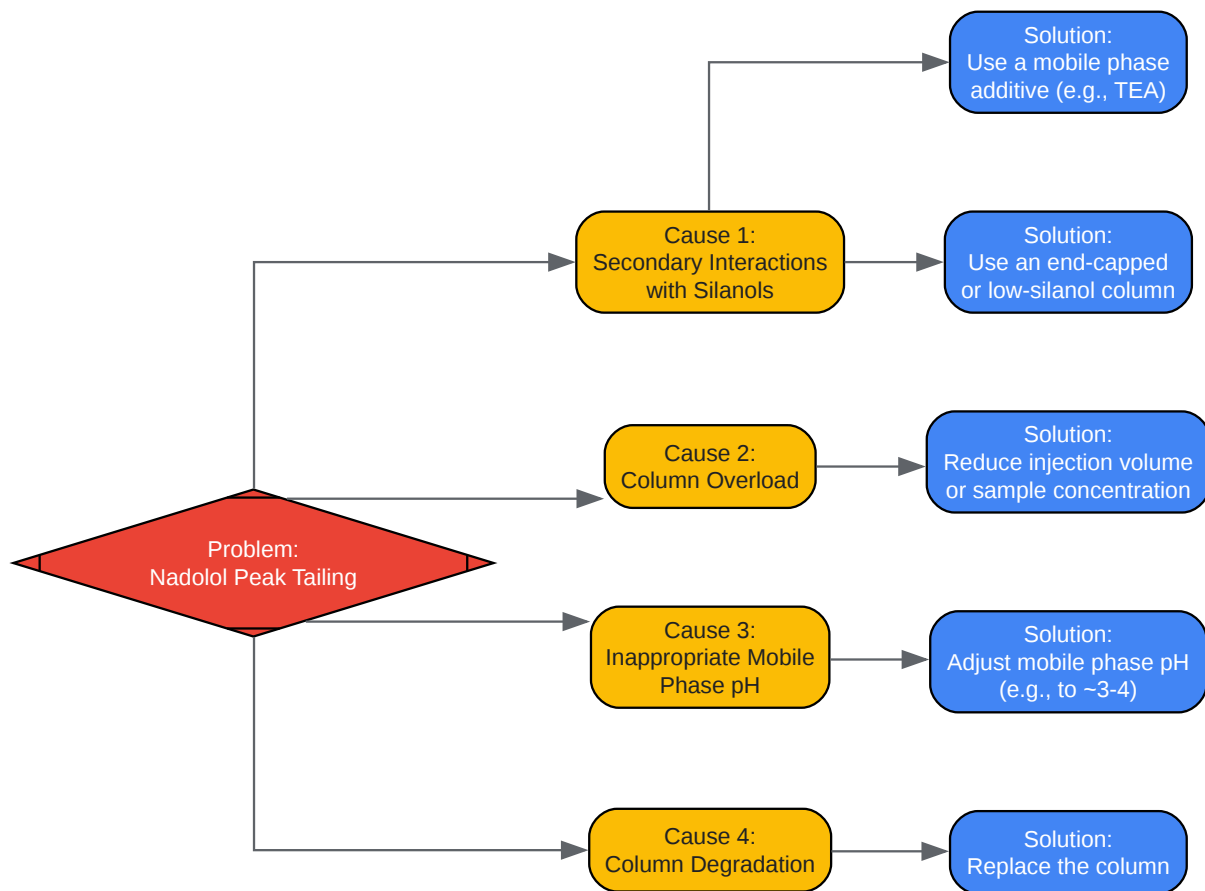 Solution:
Use a mobile phase
additive (e.g., TEA)
Cause 1:
Secondary Interactions
with Silanols
Solution:
Use an end-capped
or low-silanol column
Cause 2:
Column Overload
Solution:
Reduce injection volume
or sample concentration
Problem:
Nadolol Peak Tailing
Cause 3:
Inappropriate Mobile
Phase pH
Solution:
Adjust mobile phase pH
(e.g., to ~3-4)
Cause 4:
Column Degradation
Solution:
Replace the column